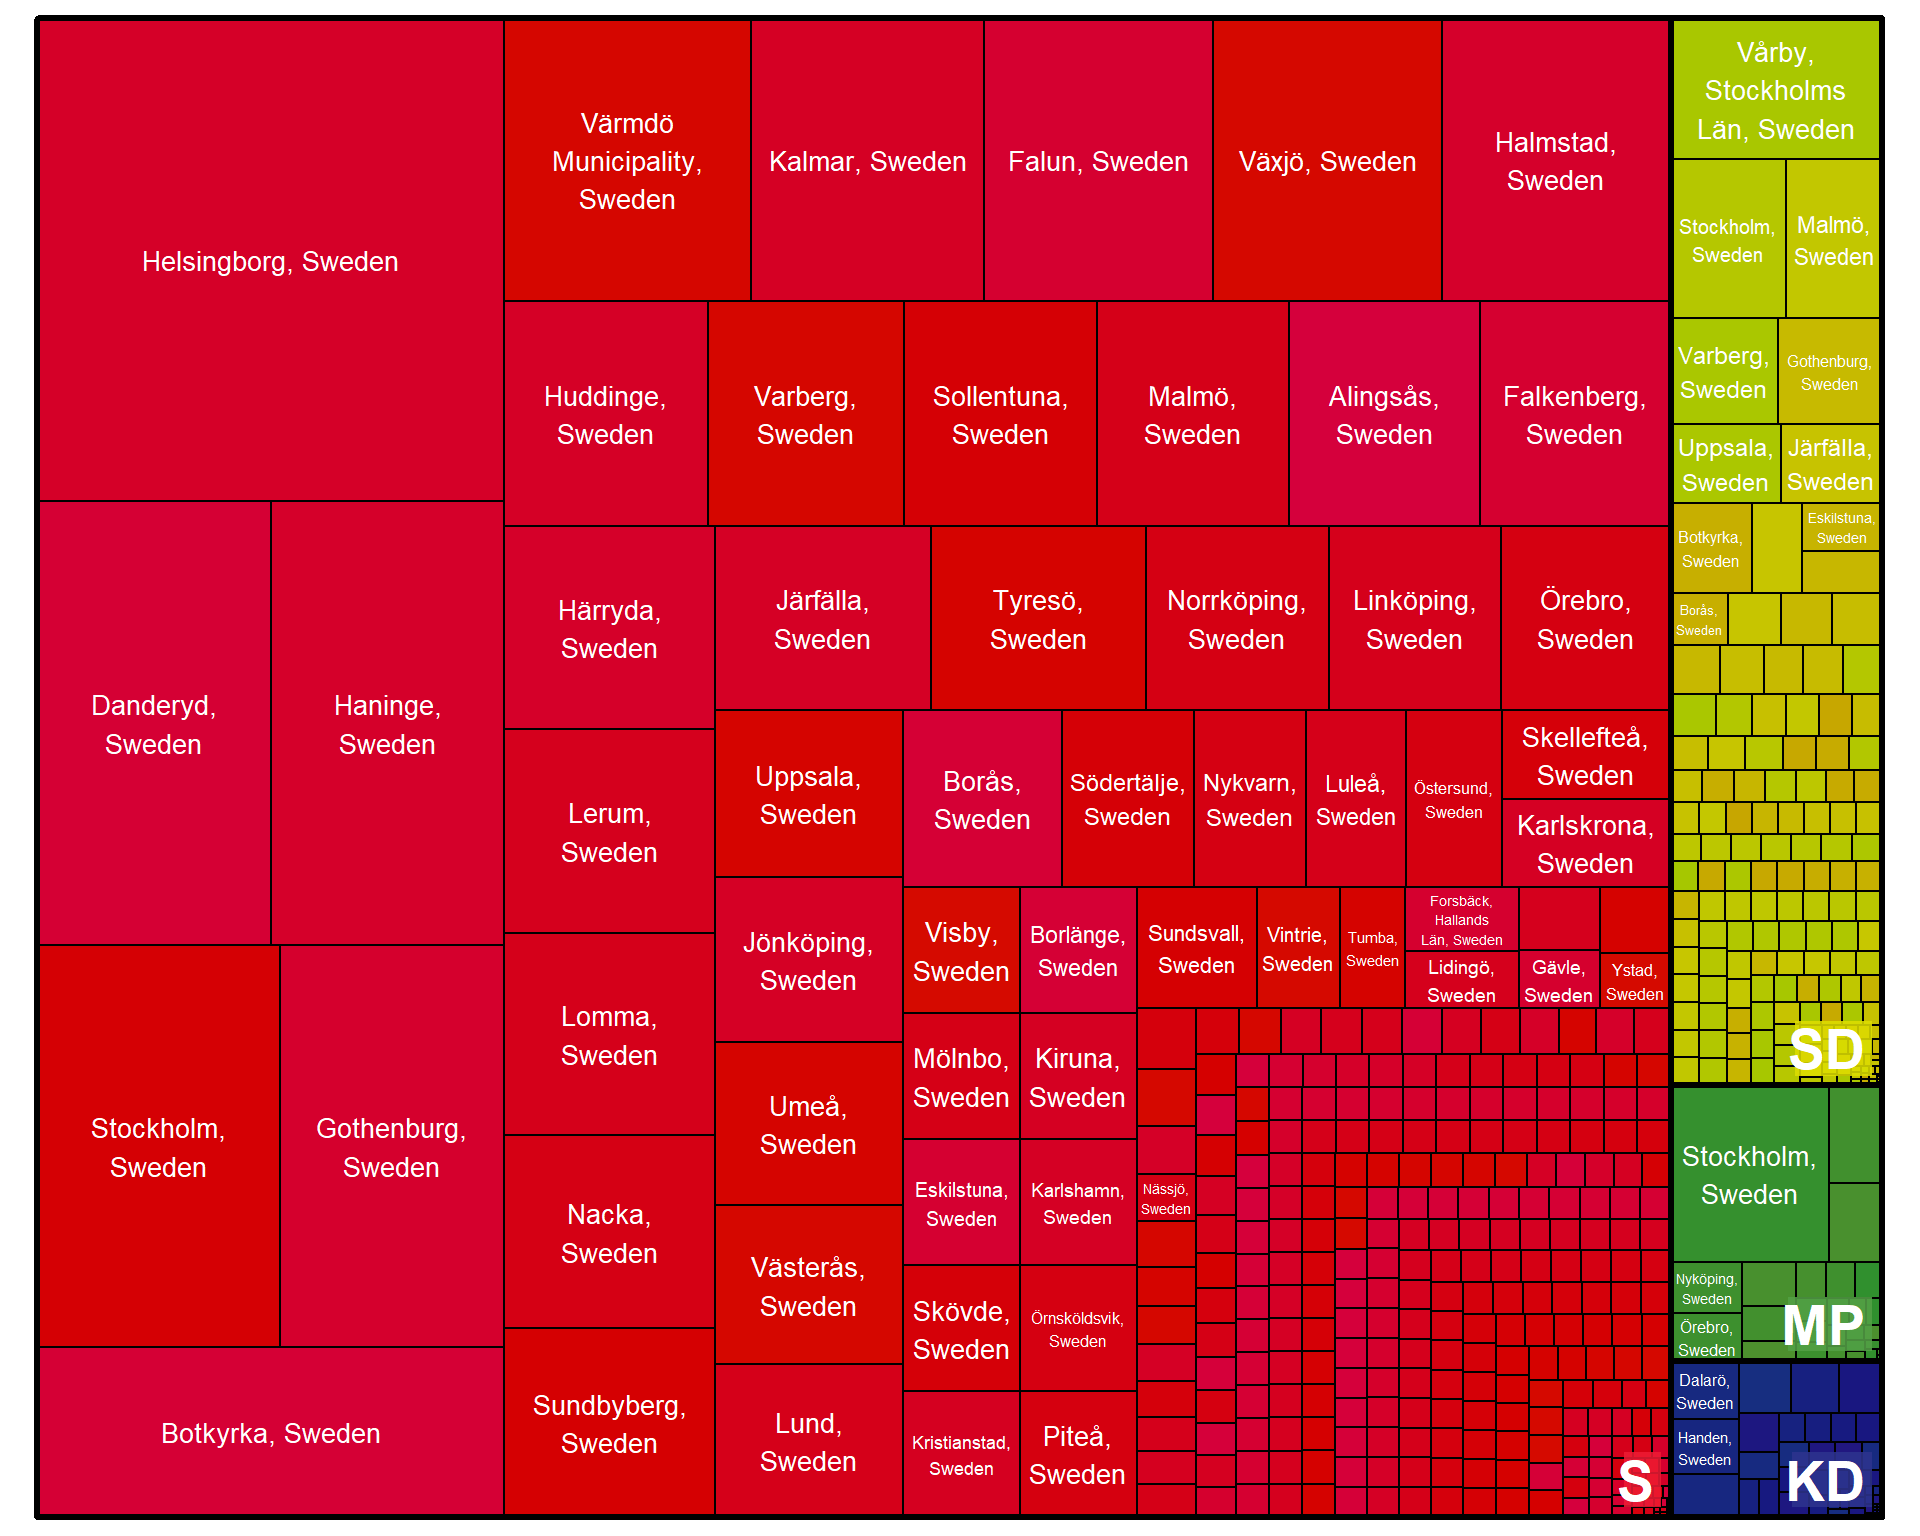 Helsingborg, Sweden
Danderyd,
Sweden
Haninge,
Sweden
Stockholm,
Sweden
Gothenburg,
Sweden
Botkyrka, Sweden
Värmdö
Municipality,
Sweden
Kalmar, Sweden
Falun, Sweden
Växjö, Sweden
Halmstad,
Sweden
Huddinge,
Sweden
Varberg,
Sweden
Sollentuna,
Sweden
Malmö,
Sweden
Alingsås,
Sweden
Falkenberg,
Sweden
Härryda,
Sweden
Lerum,
Sweden
Lomma,
Sweden
Nacka,
Sweden
Sundbyberg,
Sweden
Järfälla,
Sweden
Tyresö,
Sweden
Norrköping,
Sweden
Linköping,
Sweden
Örebro,
Sweden
Uppsala,
Sweden
Jönköping,
Sweden
Umeå,
Sweden
Västerås,
Sweden
Lund,
Sweden
Borås,
Sweden
Södertälje,
Sweden
Nykvarn,
Sweden
Luleå,
Sweden
Östersund,
Sweden
Skellefteå,
Sweden
Karlskrona,
Sweden
Visby,
Sweden
Borlänge,
Sweden
Mölnbo,
Sweden
Kiruna,
Sweden
Eskilstuna,
Sweden
Karlshamn,
Sweden
Skövde,
Sweden
Örnsköldsvik,
Sweden
Kristianstad,
Sweden
Piteå,
Sweden
Sundsvall,
Sweden
Vintrie,
Sweden
Tumba,
Sweden
Forsbäck,
Hallands
Län, Sweden
Lidingö,
Sweden
Gävle,
Sweden
Ystad,
Sweden
Nässjö,
Sweden
S
Vårby,
Stockholms
Län, Sweden
Stockholm,
Sweden
Malmö,
Sweden
Varberg,
Sweden
Gothenburg,
Sweden
Uppsala,
Sweden
Järfälla,
Sweden
Botkyrka,
Sweden
Eskilstuna,
Sweden
Borås,
Sweden
SD
Stockholm,
Sweden
Nyköping,
Sweden
Örebro,
Sweden
MP
Dalarö,
Sweden
Handen,
Sweden
KD